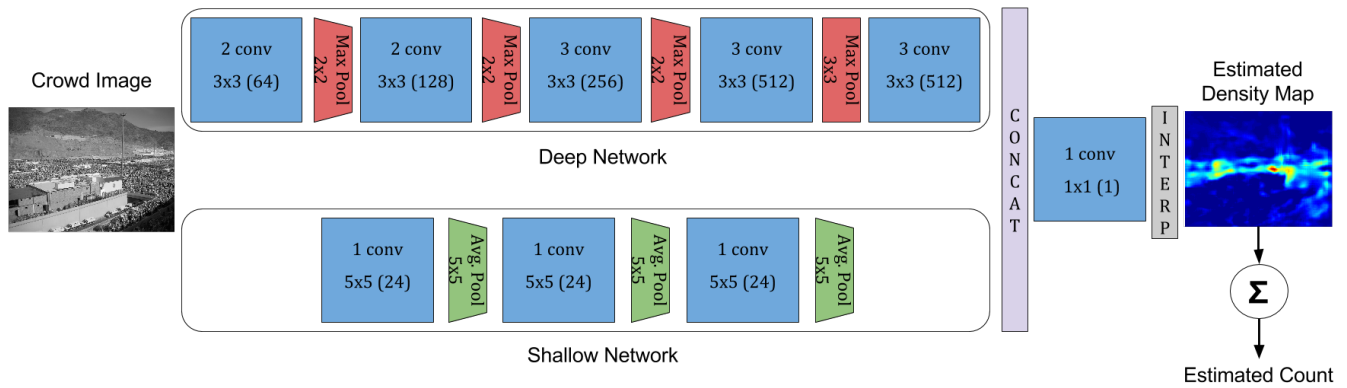 Crowd Image
2 conv
3x3 (64)
Max Pool
2x2
2 conv
3x3 (128)
Max Pool
2x2
3 conv
3x3 (256)
Max Pool
2x2
3 conv
3x3 (512)
Max Pool
3x3
3 conv
3x3 (512)
Deep Network
1 conv
5x5 (24)
Avg. Pool
5x5
1 conv
5x5 (24)
Avg. Pool
5x5
1 conv
5x5 (24)
Avg. Pool
5x5
Shallow Network
CONCAT
1 conv
1x1 (1)
INTERP
Estimated
Density Map
Σ
Estimated Count